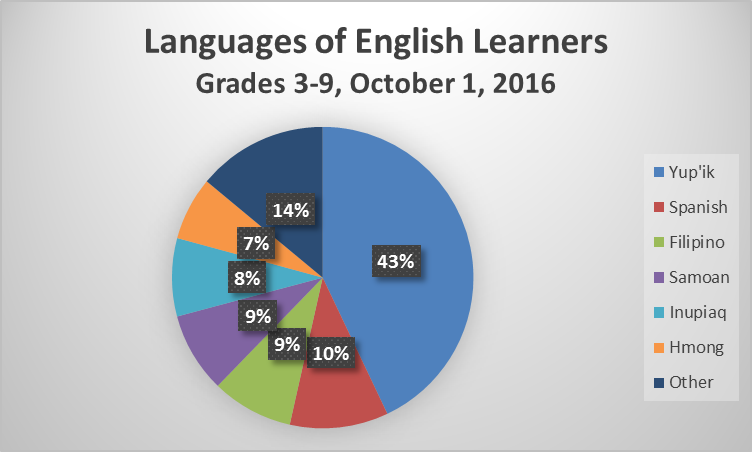 Languages of English Learners
Grades 3-9, October 1, 2016
43%
10%
9%
9%
8%
7%
14%
Yup'ik
Spanish
Filipino
Samoan
Inupiaq
Hmong
Other